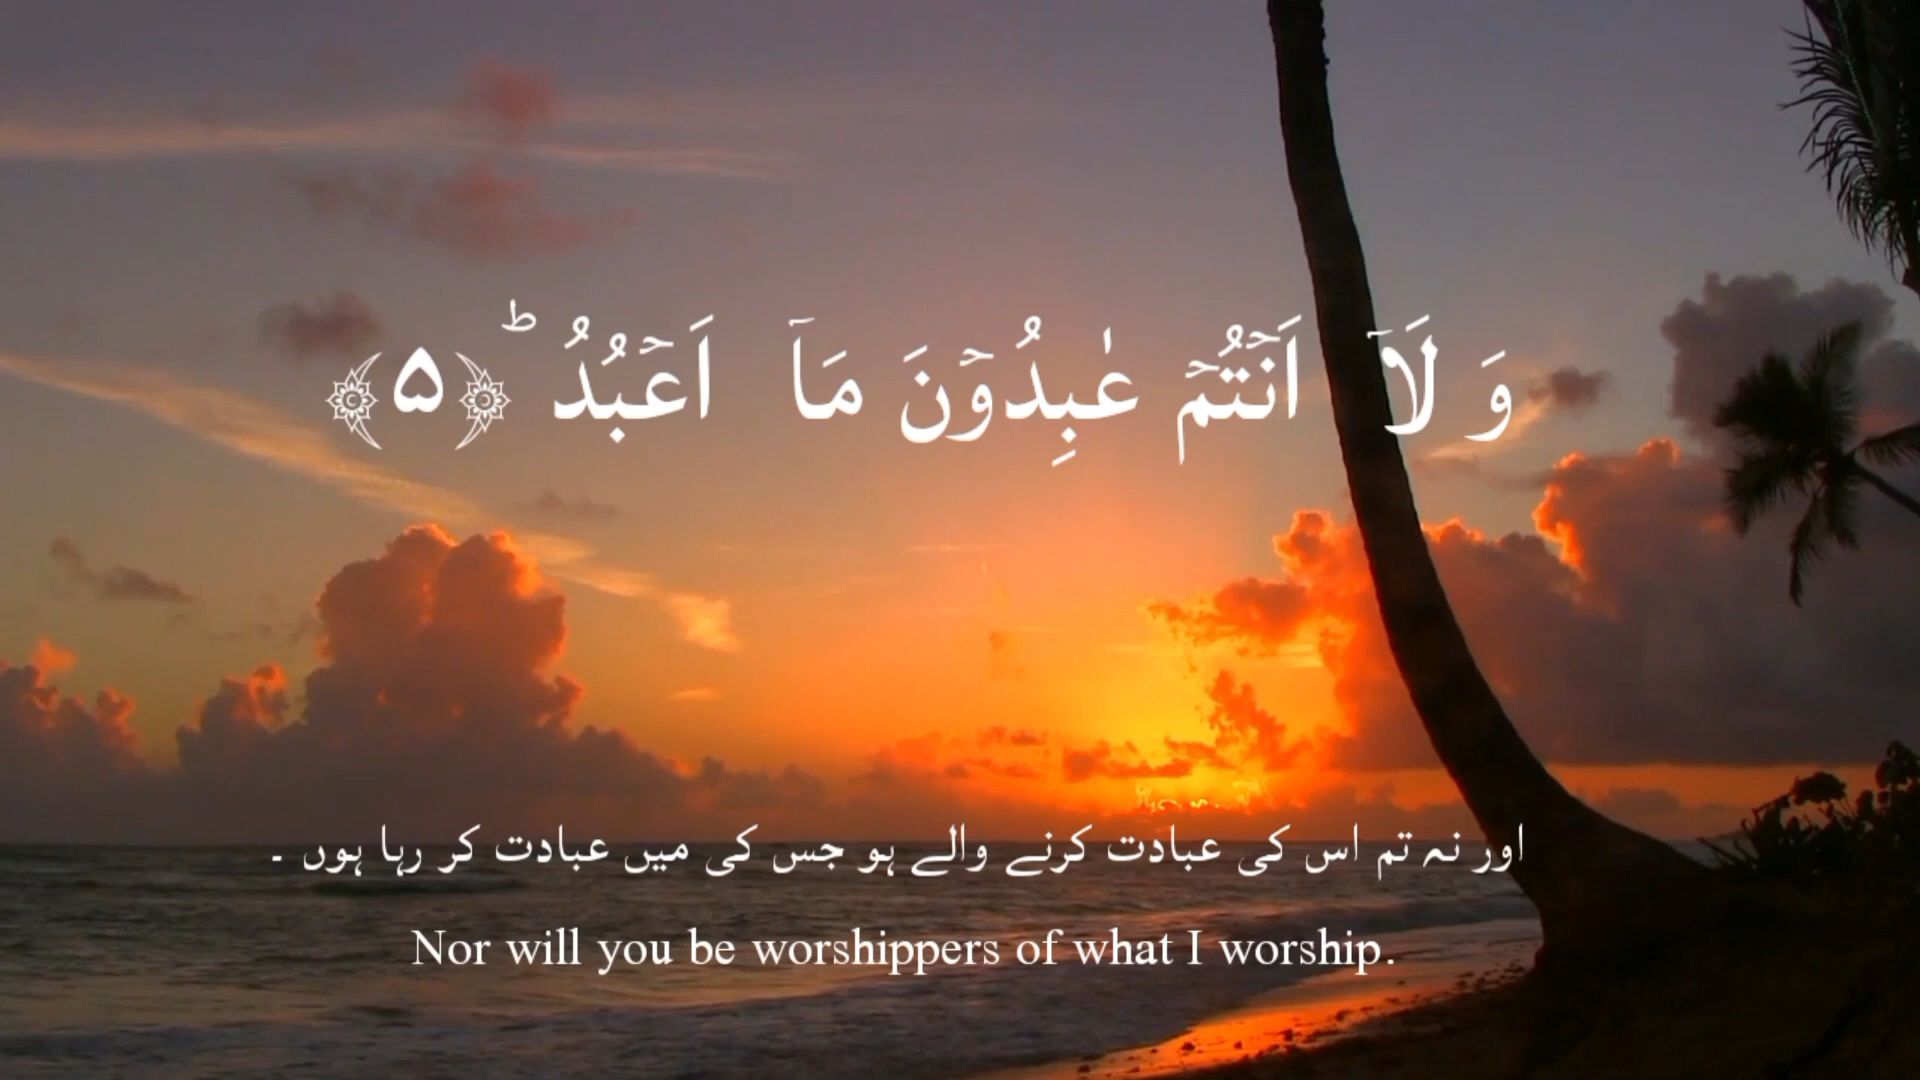 وَ لَاۤ اَنۡتُمۡ عٰبِدُوۡنَ مَاۤ اَعۡبُدُ ؕ﴿۵﴾
اور نہ تم اس کی عبادت کرنے والے ہو جس کی میں عبادت کر رہا ہوں ۔
Nor will you be worshippers of what I worship.